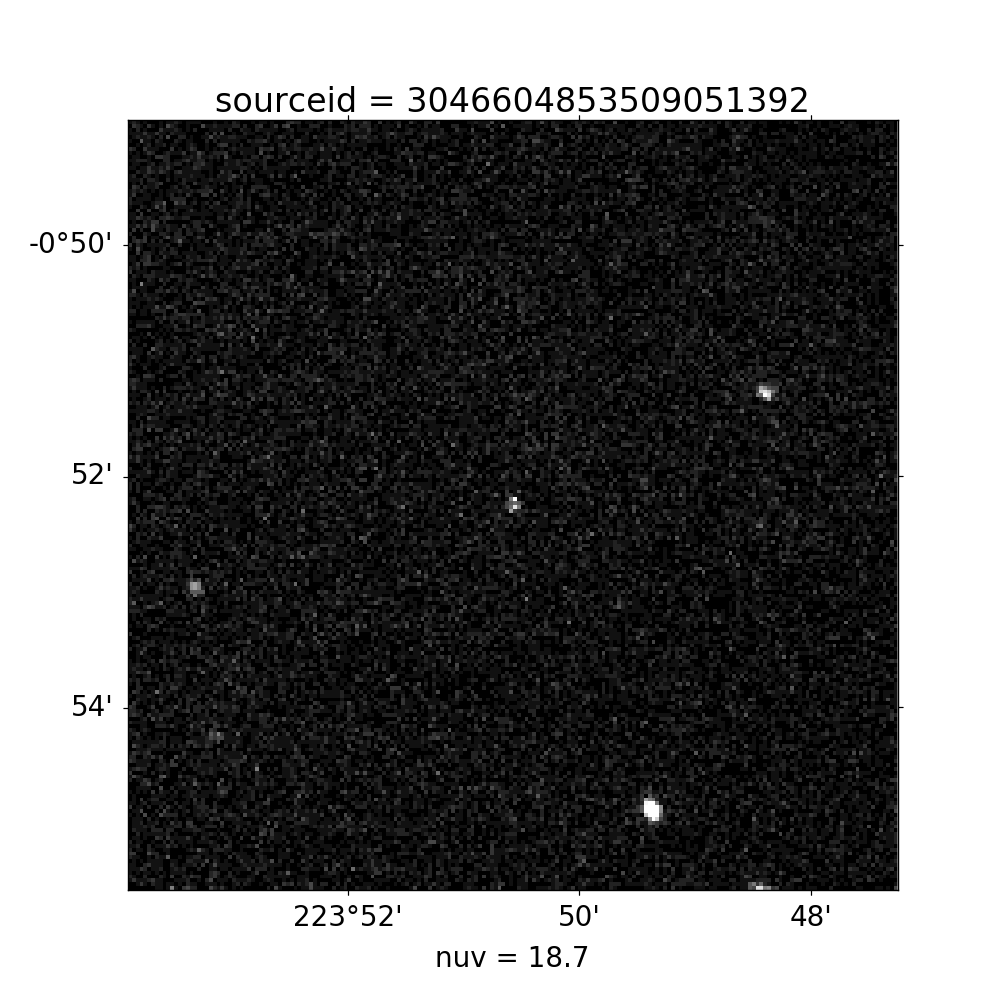 sourceid = 3046604853509051392
-0°50'
52'
54'
223°52' 50' 48'
nuv = 18.7